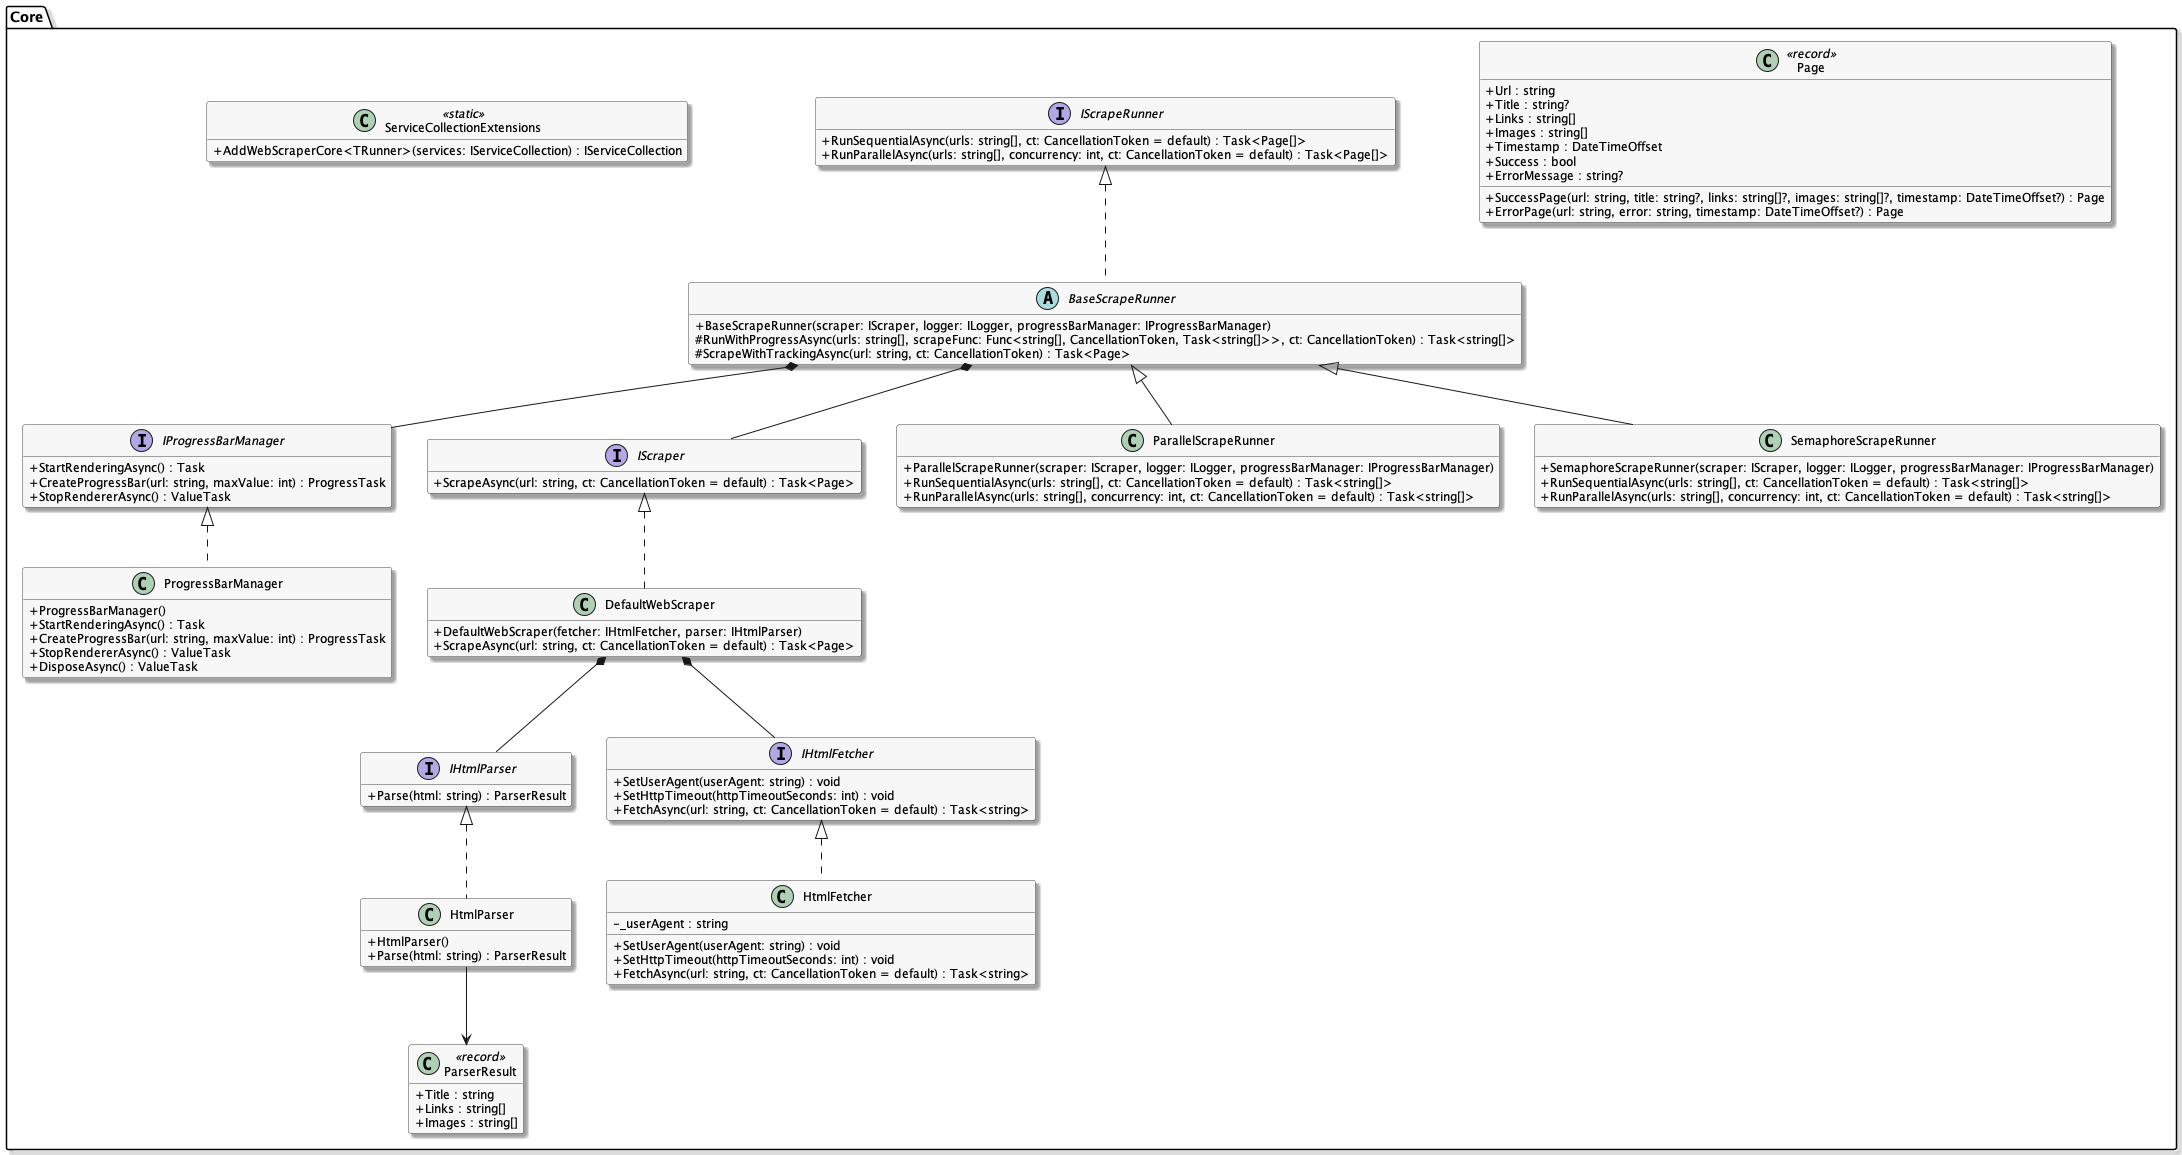 Core
«static»
C ServiceCollectionExtensions
+AddWebScraperCore<TRunner>(services: IServiceCollection) : IServiceCollection
I IScrapeRunner
+RunSequentialAsync(urls: string[], ct: CancellationToken = default) : Task<Page[]>
+RunParallelAsync(urls: string[], concurrency: int, ct: CancellationToken = default) : Task<Page[]>
«record»
C Page
+Url : string
+Title : string?
+Links : string[]
+Images : string[]
+Timestamp : DateTimeOffset
+Success : bool
+ErrorMessage : string?
+SuccessPage(url: string, title: string?, links: string[]?, images: string[]?, timestamp: DateTimeOffset?) : Page
+ErrorPage(url: string, error: string, timestamp: DateTimeOffset?) : Page
A BaseScrapeRunner
+BaseScrapeRunner(scraper: IScraper, logger: ILogger, progressBarManager: IProgressBarManager)
#RunWithProgressAsync(urls: string[], scrapeFunc: Func<string[], CancellationToken, Task<string[]>>, ct: CancellationToken) : Task<string[]>
#ScrapeWithTrackingAsync(url: string, ct: CancellationToken) : Task<Page>
I IProgressBarManager
+StartRenderingAsync() : Task
+CreateProgressBar(url: string, maxValue: int) : ProgressTask
+StopRendererAsync() : ValueTask
I IScraper
+ScrapeAsync(url: string, ct: CancellationToken = default) : Task<Page>
C ParallelScrapeRunner
+ParallelScrapeRunner(scraper: IScraper, logger: ILogger, progressBarManager: IProgressBarManager)
+RunSequentialAsync(urls: string[], ct: CancellationToken = default) : Task<string[]>
+RunParallelAsync(urls: string[], concurrency: int, ct: CancellationToken = default) : Task<string[]>
C SemaphoreScrapeRunner
+SemaphoreScrapeRunner(scraper: IScraper, logger: ILogger, progressBarManager: IProgressBarManager)
+RunSequentialAsync(urls: string[], ct: CancellationToken = default) : Task<string[]>
+RunParallelAsync(urls: string[], concurrency: int, ct: CancellationToken = default) : Task<string[]>
C ProgressBarManager
+ProgressBarManager()
+StartRenderingAsync() : Task
+CreateProgressBar(url: string, maxValue: int) : ProgressTask
+StopRendererAsync() : ValueTask
+DisposeAsync() : ValueTask
C DefaultWebScraper
+DefaultWebScraper(fetcher: IHtmlFetcher, parser: IHtmlParser)
+ScrapeAsync(url: string, ct: CancellationToken = default) : Task<Page>
I IHtmlParser
+Parse(html: string) : ParserResult
I IHtmlFetcher
+SetUserAgent(userAgent: string) : void
+SetHttpTimeout(httpTimeoutSeconds: int) : void
+FetchAsync(url: string, ct: CancellationToken = default) : Task<string>
C HtmlParser
+HtmlParser()
+Parse(html: string) : ParserResult
C HtmlFetcher
-_userAgent : string
+SetUserAgent(userAgent: string) : void
+SetHttpTimeout(httpTimeoutSeconds: int) : void
+FetchAsync(url: string, ct: CancellationToken = default) : Task<string>
«record»
C ParserResult
+Title : string
+Links : string[]
+Images : string[]